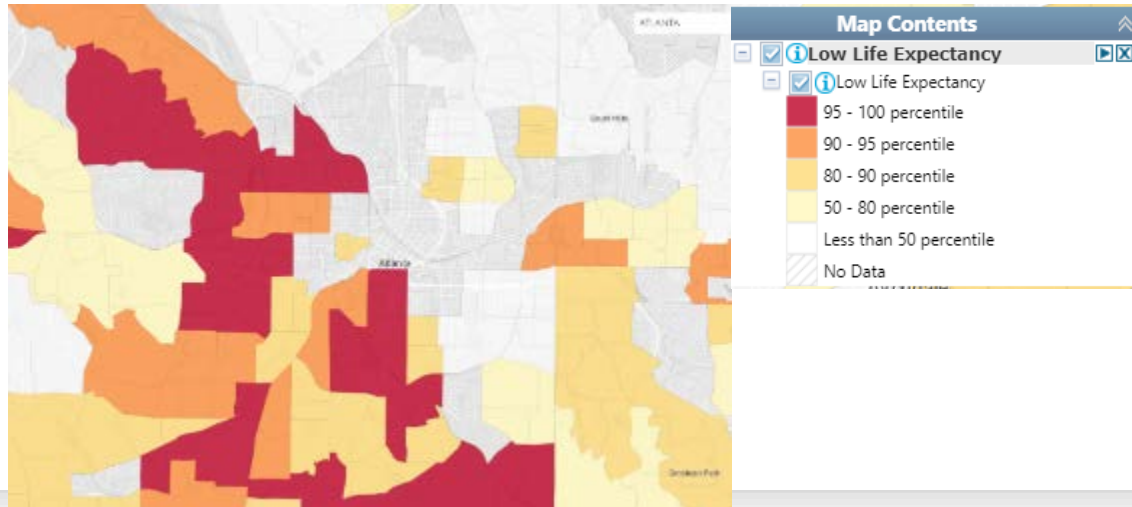 ATLANTA
Atlanta
Map Contents
Low Life Expectancy
Low Life Expectancy
95 - 100 percentile
90 - 95 percentile
80 - 90 percentile
50 - 80 percentile
Less than 50 percentile
No Data